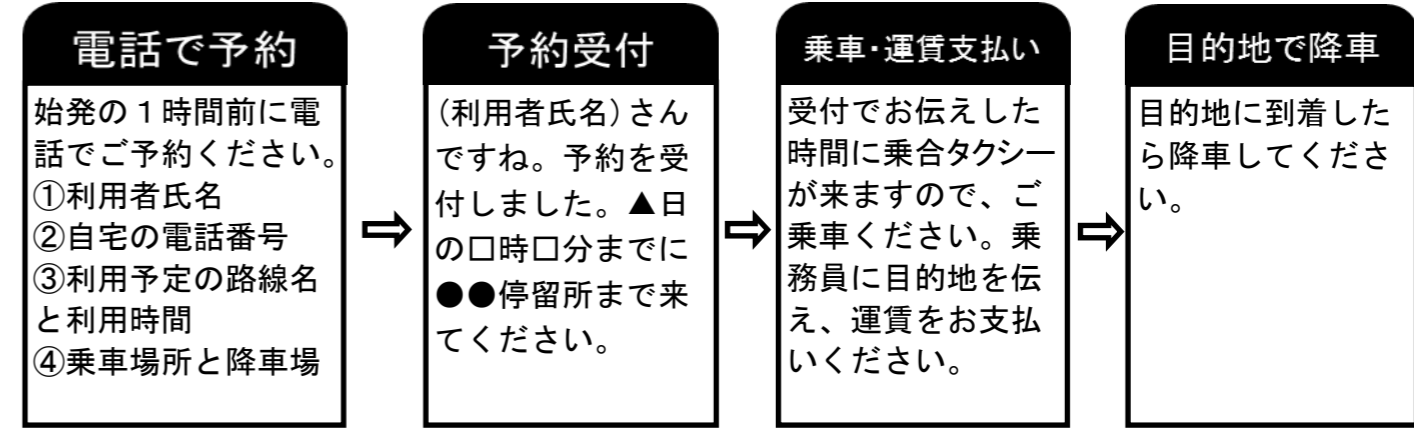 電話で予約
始発の１時間前に電
話でご予約ください。
①利用者氏名
②自宅の電話番号
③利用予定の路線名
と利用時間
④乗車場所と降車場
予約受付
(利用者氏名)さん
ですね。予約を受
付しました。▲日
の□時□分までに
●●停留所まで来
てください。
乗車・運賃支払い
受付でお伝えした
時間に乗合タクシー
が来ますので、ご
乗車ください。乗
務員に目的地を伝
え、運賃をお支払
いください。
目的地で降車
目的地に到着した
ら降車してくださ
い。